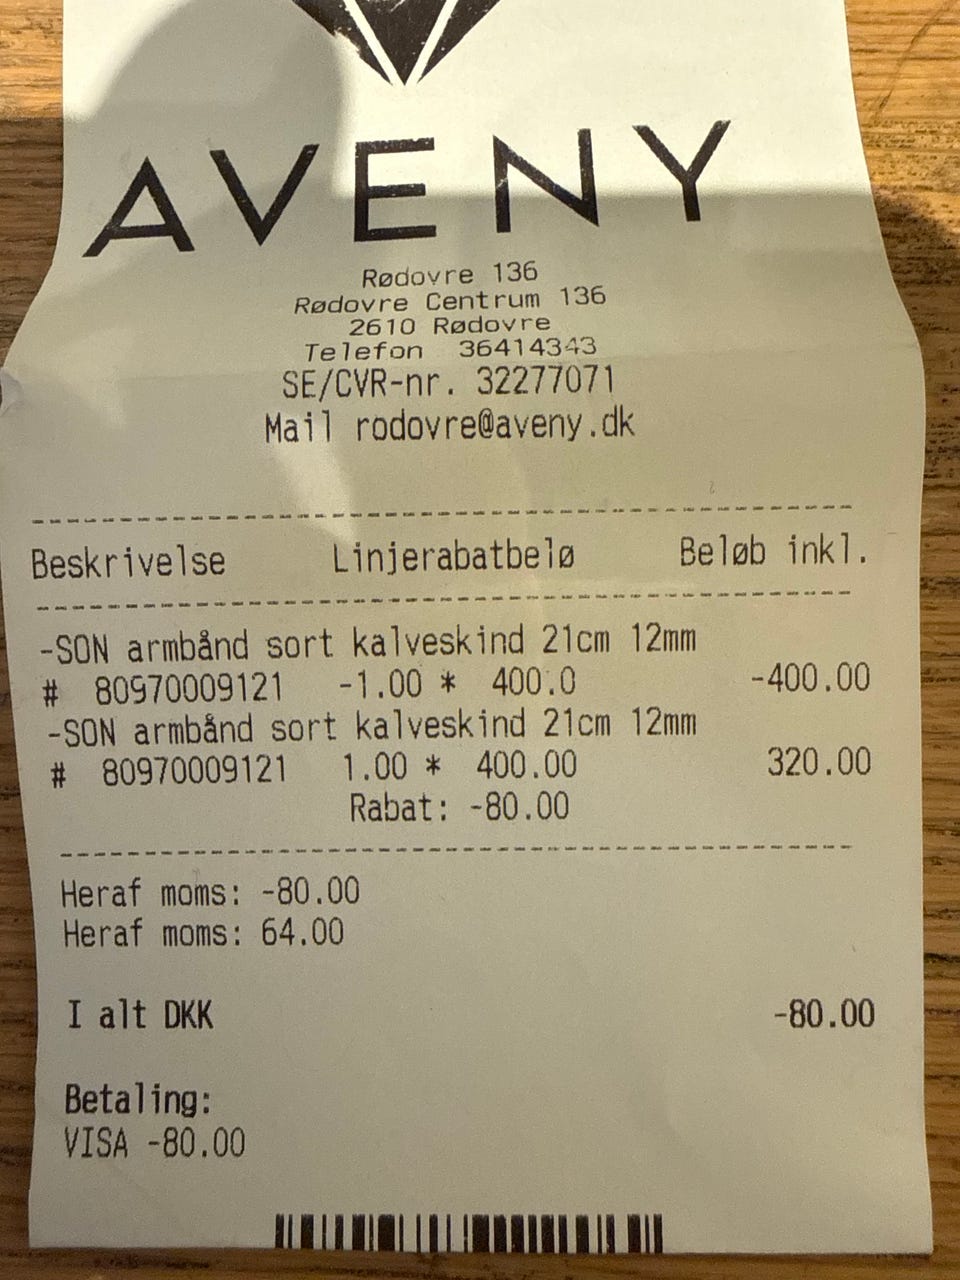 AVENY
Rødovre 136
Rødovre Centrum 136
2610 Rødovre
Telefon 36414343
SE/CVR-nr. 32277071
Mail rodovre@aveny.dk
Beskrivelse Linjerabatbelø Beløb inkl.
-SON armbånd sort kalveskind 21cm 12mm
# 80970009121 -1.00 * 400.0 -400.00
-SON armbånd sort kalveskind 21cm 12mm
# 80970009121 1.00 * 400.00 320.00
Rabat: -80.00
Heraf moms: -80.00
Heraf moms: 64.00
I alt DKK -80.00
Betaling:
VISA -80.00